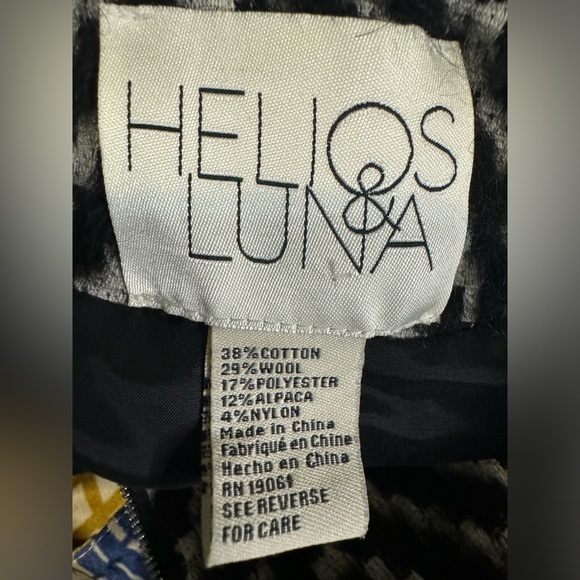 HELIOS
& LUNA
38%COTTON
29%WOOL
17%POLYESTER
12%ALPACA
4%NYLON
Made in China
Fabriqué en Chine
Hecho en China
RN 19061
SEE REVERSE
FOR CARE